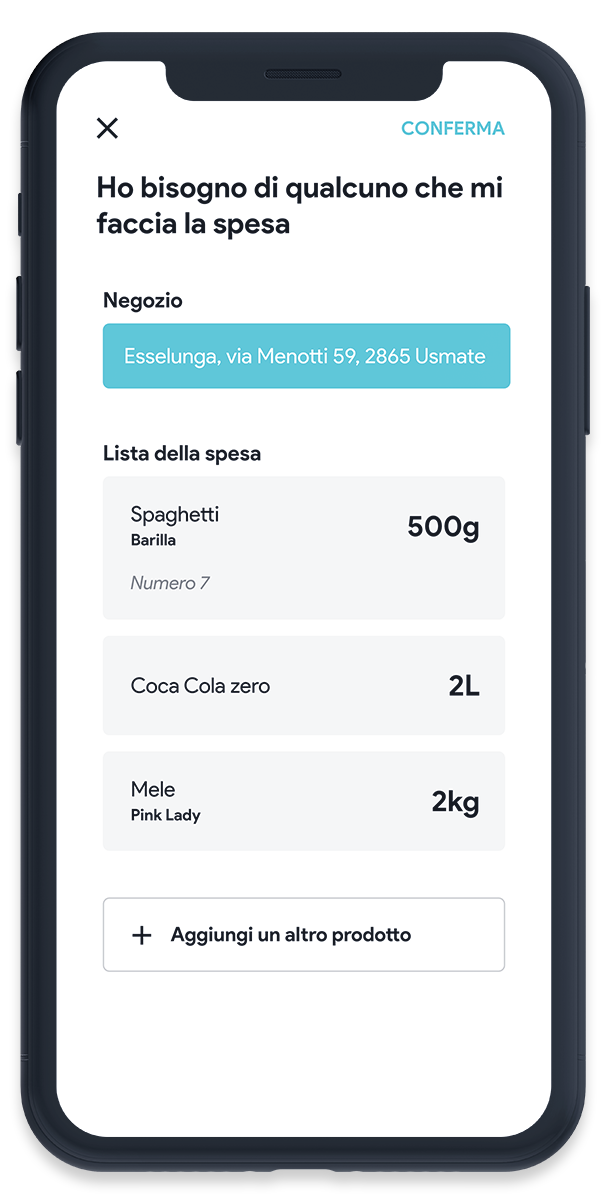 CONFERMA
Ho bisogno di qualcuno che mi
faccia la spesa
Negozio
Esselunga, via Menotti 59, 2865 Usmate
Lista della spesa
Spaghetti
Barilla
500g
Numero 7
Coca Cola zero
2L
Mele
Pink Lady
2kg
+ Aggiungi un altro prodotto